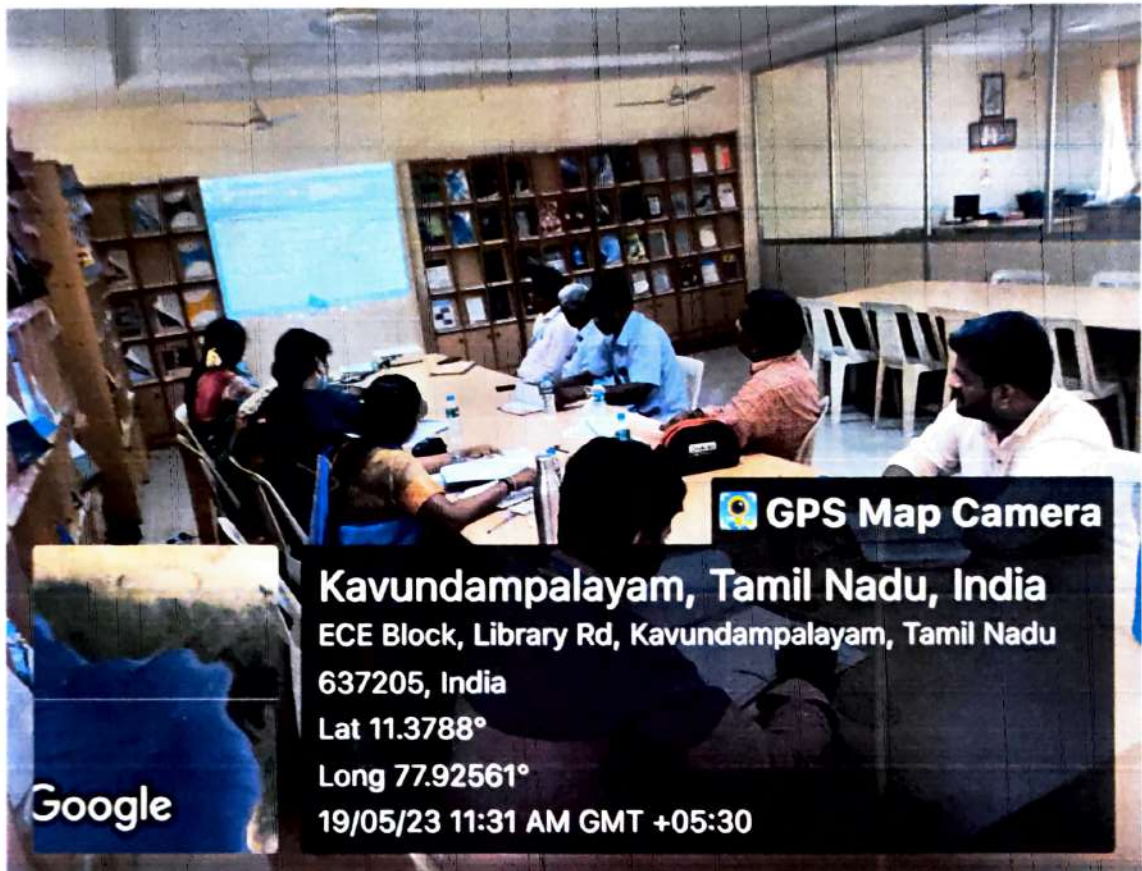 GPS Map Camera
Kavundampalayam, Tamil Nadu, India
ECE Block, Library Rd, Kavundampalayam, Tamil Nadu
637205, India
Lat 11.3788°
Long 77.92561°
19/05/23 11:31 AM GMT +05:30
Google